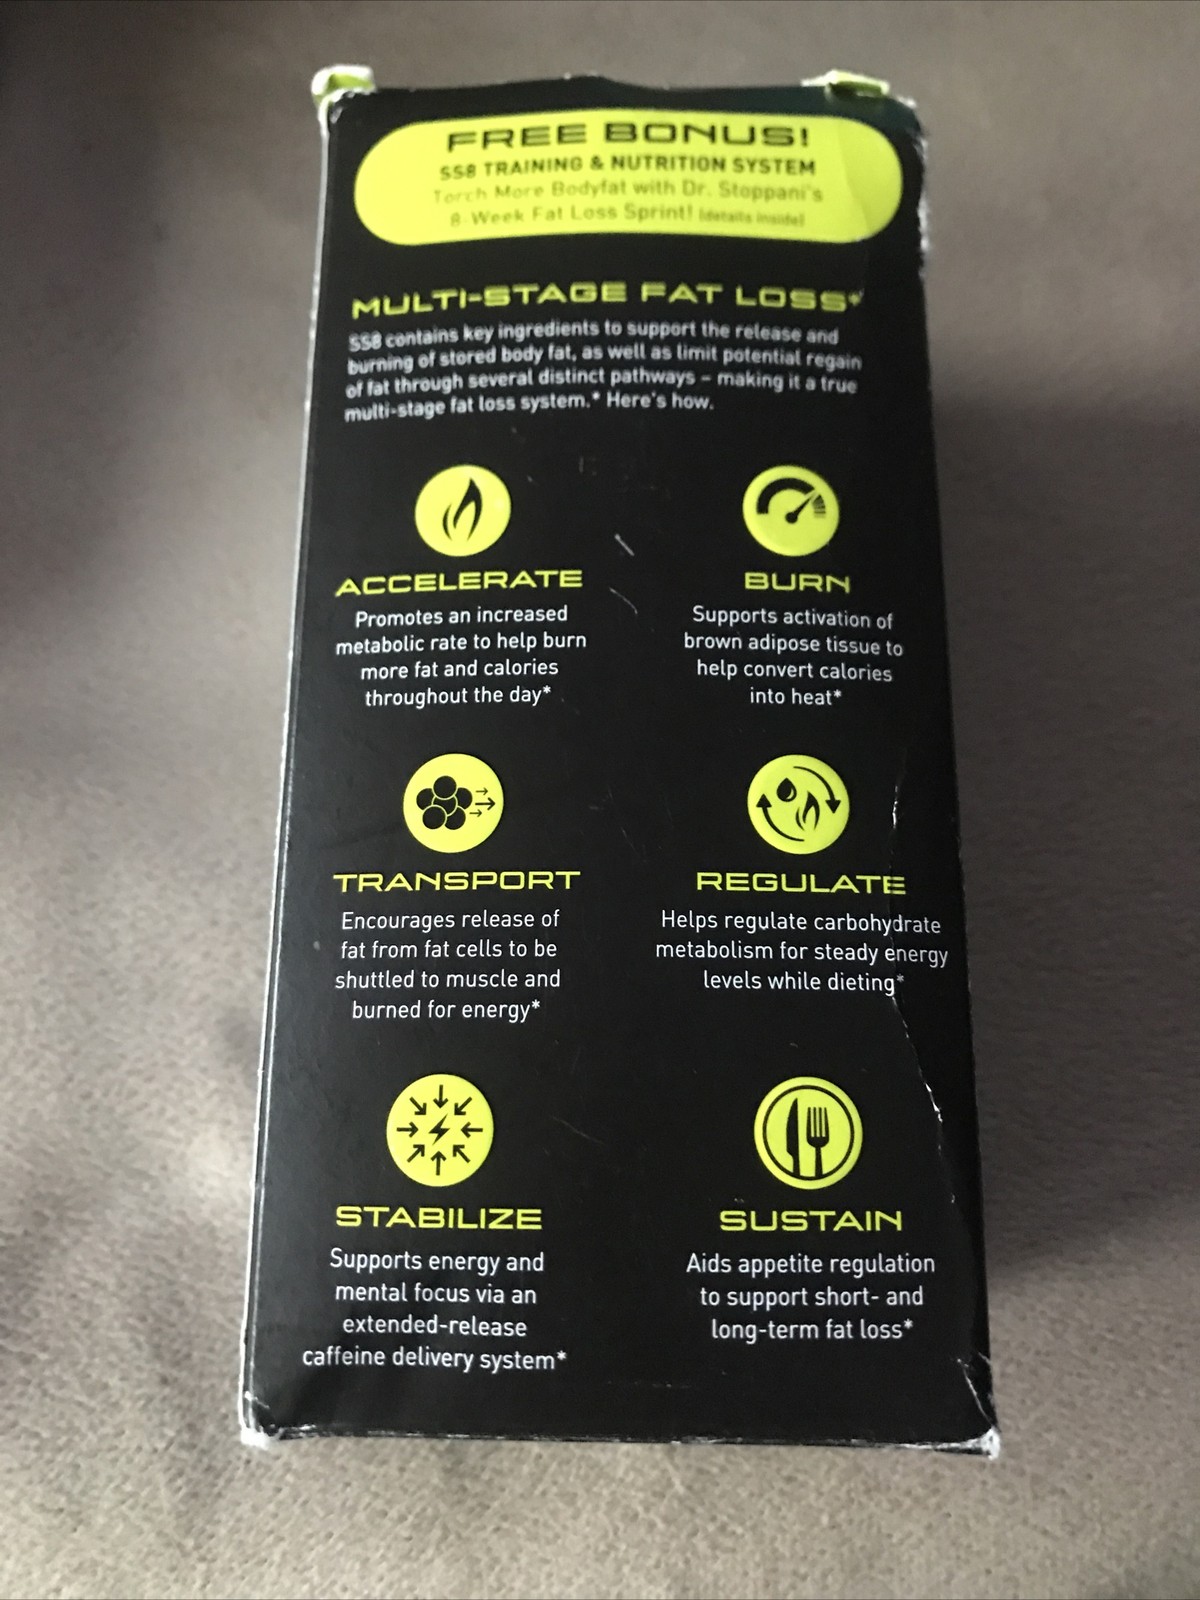 FREE BONUS!
SS8 TRAINING & NUTRITION SYSTEM
Torch More Bodyfat with Dr. Stoppani's
8-Week Fat Loss Sprint! (details inside)
MULTI-STAGE FAT LOSS*
SS8 contains key ingredients to support the release and
burning of stored body fat, as well as limit potential regain
of fat through several distinct pathways – making it a true
multi-stage fat loss system.* Here's how.
ACCELERATE
Promotes an increased
metabolic rate to help burn
more fat and calories
throughout the day*
BURN
Supports activation of
brown adipose tissue to
help convert calories
into heat*
TRANSPORT
Encourages release of
fat from fat cells to be
shuttled to muscle and
burned for energy*
REGULATE
Helps regulate carbohydrate
metabolism for steady energy
levels while dieting*
STABILIZE
Supports energy and
mental focus via an
extended-release
caffeine delivery system*
SUSTAIN
Aids appetite regulation
to support short- and
long-term fat loss*